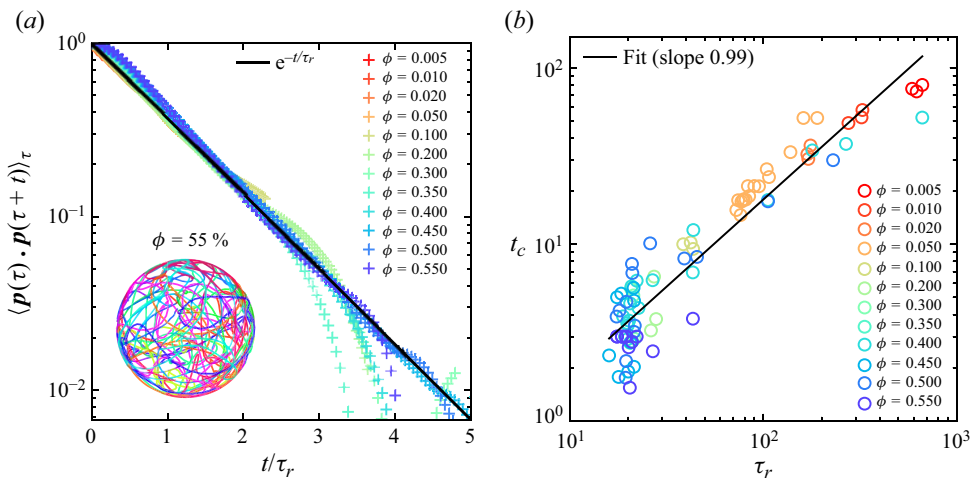 (a)
10⁰
10⁻¹
10⁻²
⟨p(τ) • p(τ + t)⟩τ
e^{−t/τr}
ϕ = 0.005
ϕ = 0.010
ϕ = 0.020
ϕ = 0.050
ϕ = 0.100
ϕ = 0.200
ϕ = 0.300
ϕ = 0.350
ϕ = 0.400
ϕ = 0.450
ϕ = 0.500
ϕ = 0.550
ϕ = 55 %
0 1 2 3 4 5
t/τr
(b)
10²
10¹
10⁰
tc
Fit (slope 0.99)
ϕ = 0.005
ϕ = 0.010
ϕ = 0.020
ϕ = 0.050
ϕ = 0.100
ϕ = 0.200
ϕ = 0.300
ϕ = 0.350
ϕ = 0.400
ϕ = 0.450
ϕ = 0.500
ϕ = 0.550
10¹ 10² 10³
τr